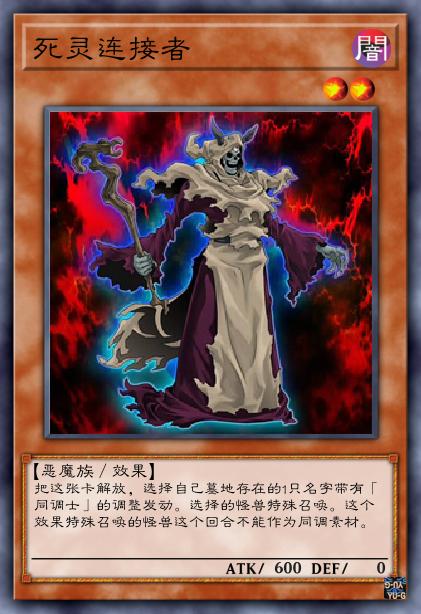 死灵连接者
闇
【恶魔族／效果】
把这张卡解放，选择自己墓地存在的1只名字带有「
同调士」的调整发动。选择的怪兽特殊召唤。这个
效果特殊召唤的怪兽这个回合不能作为同调素材。
ATK/ 600 DEF/ 0